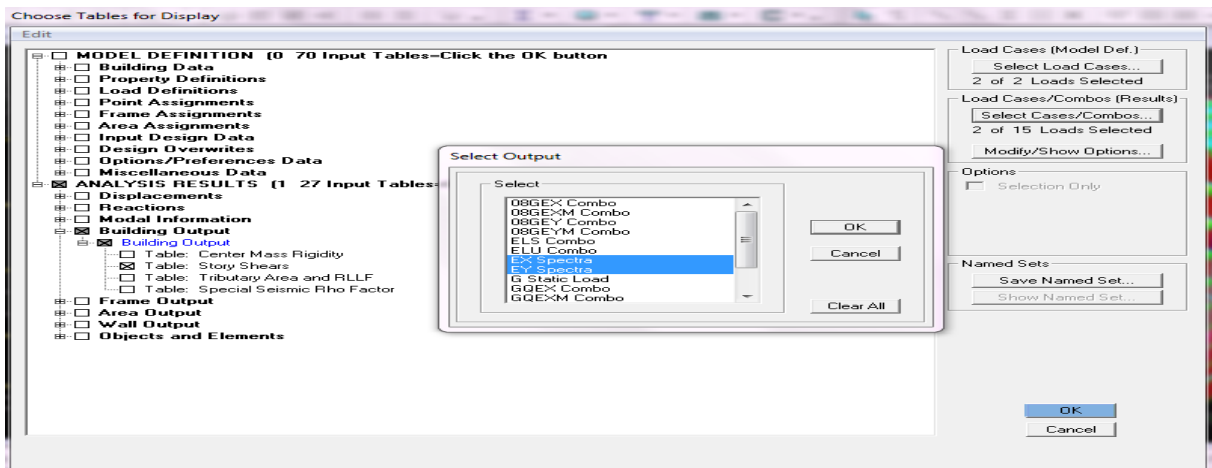 Choose Tables for Display
Edit
MODEL DEFINITION (0 70 Input Tables=Click the OK button
Building Data
Property Definitions
Load Definitions
Point Assignments
Frame Assignments
Area Assignments
Input Design Data
Design Overwrites
Options/Preferences Data
Miscellaneous Data
ANALYSIS RESULTS (1 27 Input Tables=
Displacements
Reactions
Modal Information
Building Output
Building Output
Table: Center Mass Rigidity
Table: Story Shears
Table: Tributary Area and RLLF
Table: Special Seismic Rho Factor
Frame Output
Area Output
Wall Output
Objects and Elements
Select Output
Select
08GEX Combo
08GEXM Combo
08GEY Combo
08GEYM Combo
ELS Combo
ELU Combo
EX Spectra
EY Spectra
G Static Load
GQEX Combo
GQEXM Combo
OK
Cancel
Clear All
Load Cases (Model Def.)
Select Load Cases...
2 of 2 Loads Selected
Load Cases/Combos (Results)
Select Cases/Combos...
2 of 15 Loads Selected
Modify/Show Options...
Options
Selection Only
Named Sets
Save Named Set...
Show Named Set...
OK
Cancel